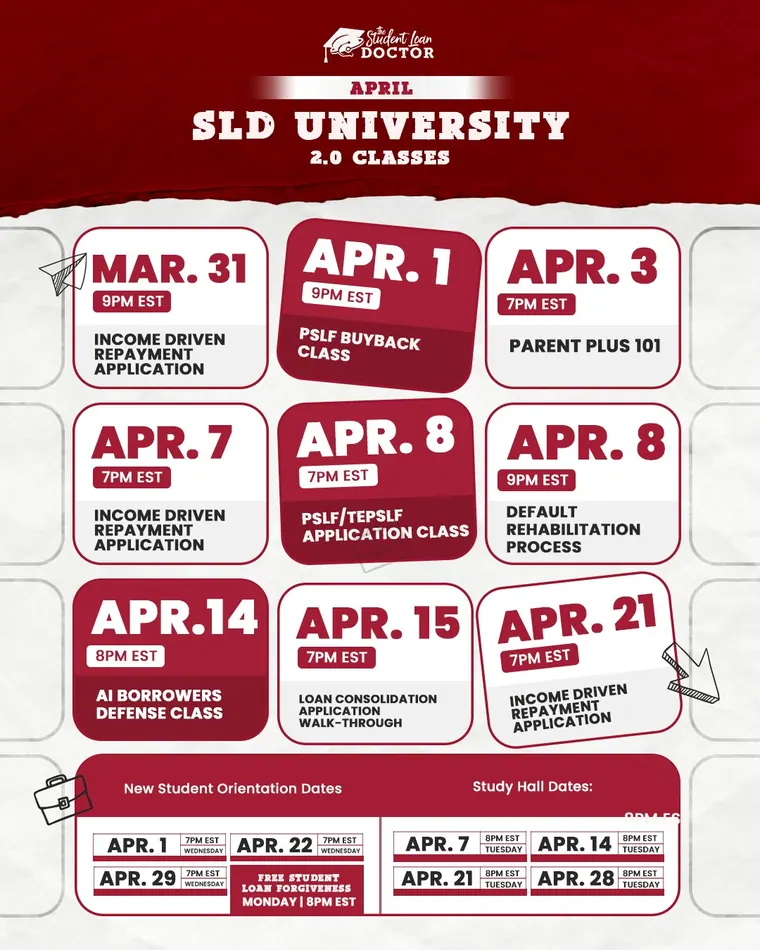 the Student Loan
DOCTOR
APRIL
SLD UNIVERSITY
2.0 CLASSES
MAR. 31
9PM EST
INCOME DRIVEN
REPAYMENT
APPLICATION
APR. 1
9PM EST
PSLF BUYBACK
CLASS
APR. 3
7PM EST
PARENT PLUS 101
APR. 7
7PM EST
INCOME DRIVEN
REPAYMENT
APPLICATION
APR. 8
7PM EST
PSLF/TEPSLF
APPLICATION CLASS
APR. 8
9PM EST
DEFAULT
REHABILITATION
PROCESS
APR.14
8PM EST
AI BORROWERS
DEFENSE CLASS
APR. 15
7PM EST
LOAN CONSOLIDATION
APPLICATION
WALK-THROUGH
APR. 21
7PM EST
INCOME DRIVEN
REPAYMENT
APPLICATION
New Student Orientation Dates
APR. 1
7PM EST
WEDNESDAY
APR. 22
7PM EST
WEDNESDAY
APR. 29
7PM EST
WEDNESDAY
FREE STUDENT
LOAN FORGIVENESS
MONDAY | 8PM EST
Study Hall Dates:
APR. 7
8PM EST
TUESDAY
APR. 14
8PM EST
TUESDAY
APR. 21
8PM EST
TUESDAY
APR. 28
8PM EST
TUESDAY